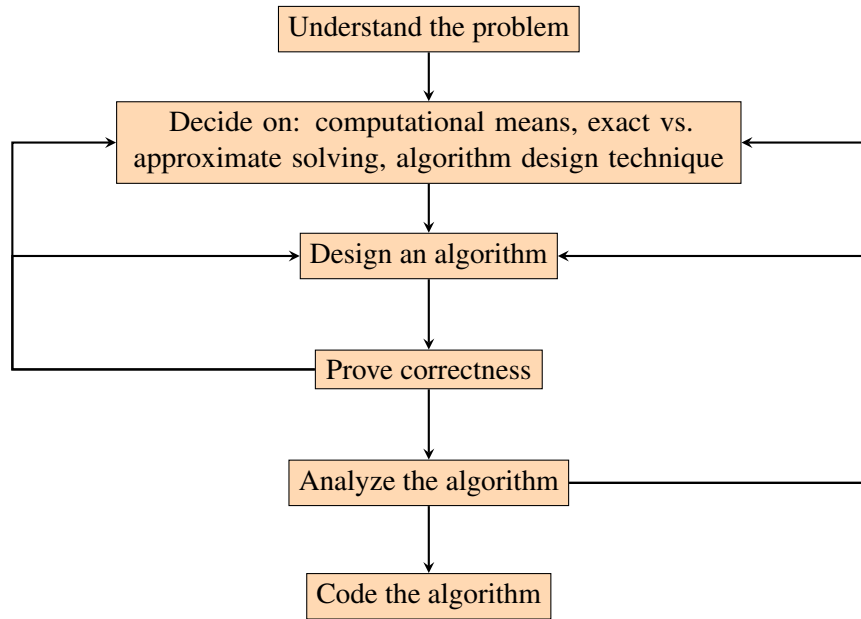 Understand the problem
Decide on: computational means, exact vs.
approximate solving, algorithm design technique
Design an algorithm
Prove correctness
Analyze the algorithm
Code the algorithm